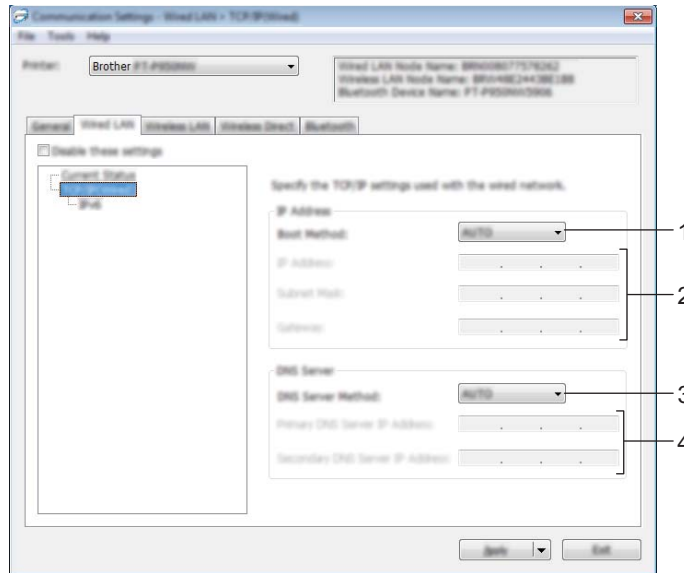 Communication Settings - Wired LAN > TCP/IP(Wired)
File Tools Help
Printer:
Brother
Wired LAN Node Name:
Wireless LAN Node Name:
Bluetooth Device Name:
General Wired LAN Wireless LAN Wireless Direct Bluetooth
Disable these settings
Current Status
TCP/IP(Wired)
IPv6
Specify the TCP/IP settings used with the wired network.
IP Address
Boot Method: AUTO 1
IP Address:
Subnet Mask: 2
Gateway:
DNS Server
DNS Server Method: AUTO 3
Primary DNS Server IP Address: 4
Secondary DNS Server IP Address:
Apply Exit